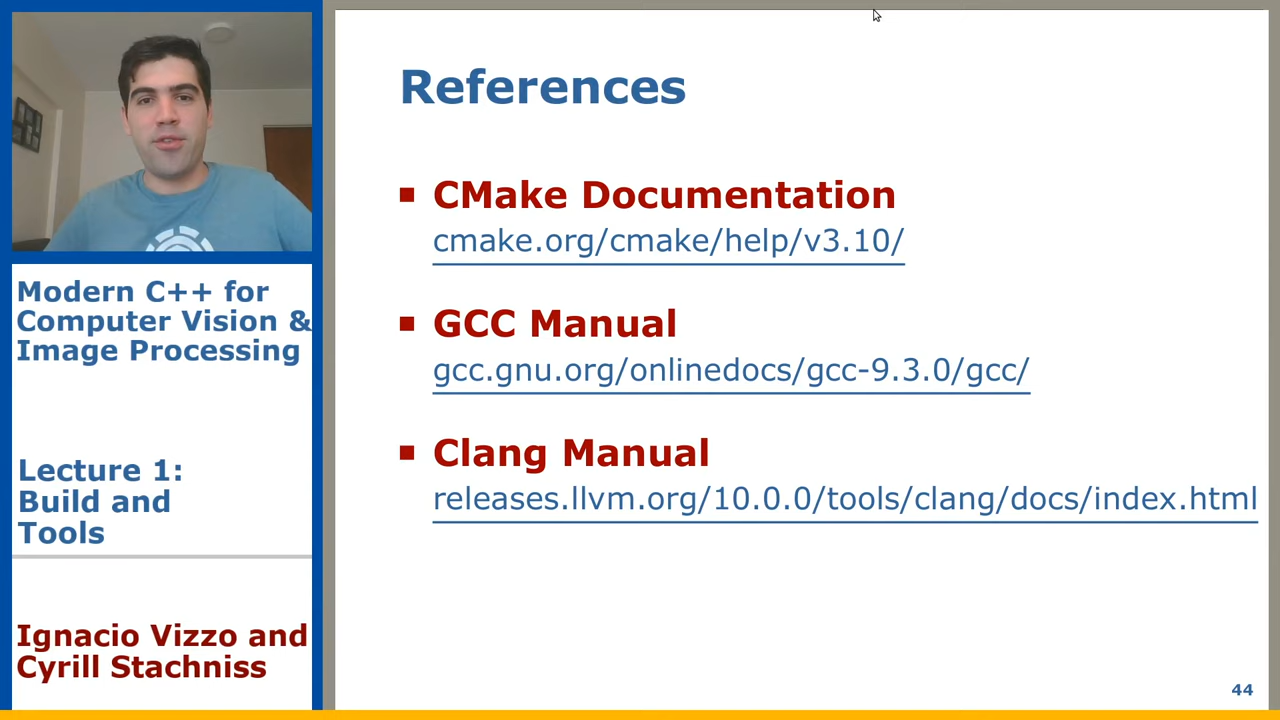 Modern C++ for
Computer Vision &
Image Processing
Lecture 1:
Build and
Tools
Ignacio Vizzo and
Cyrill Stachniss
References
CMake Documentation
cmake.org/cmake/help/v3.10/
GCC Manual
gcc.gnu.org/onlinedocs/gcc-9.3.0/gcc/
Clang Manual
releases.llvm.org/10.0.0/tools/clang/docs/index.html
44